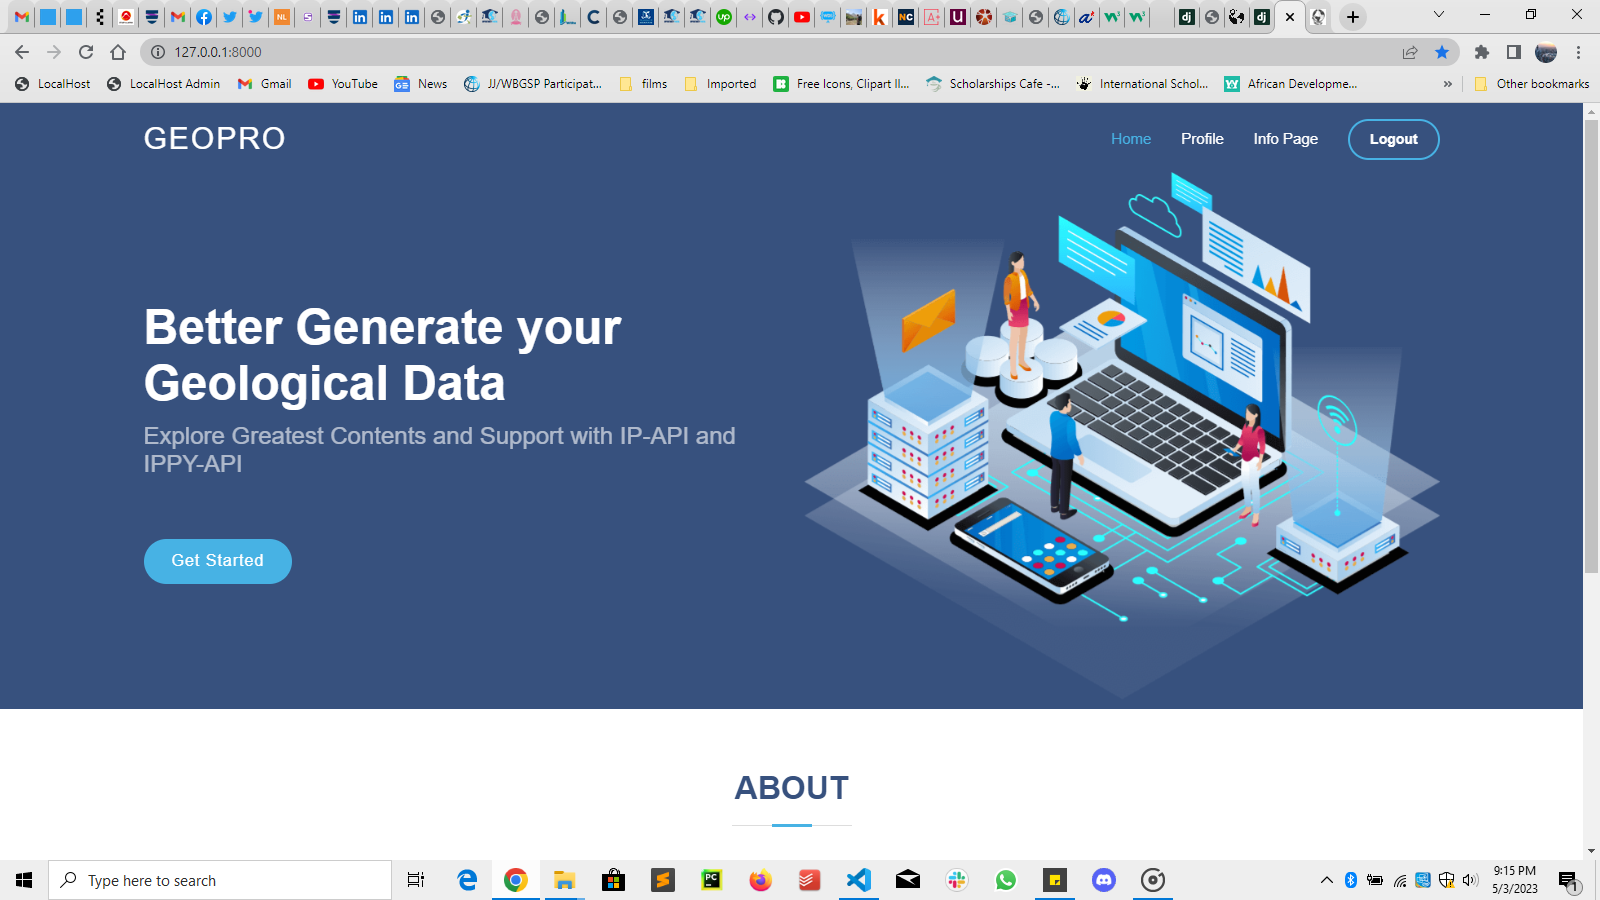 127.0.0.1:8000
LocalHost
LocalHost Admin
Gmail
YouTube
News
JJ/WBGSP Participat...
films
Imported
Free Icons, Clipart Il...
Scholarships Cafe -...
International Schol...
African Developme...
»
Other bookmarks
GEOPRO
Home
Profile
Info Page
Logout
Better Generate your
Geological Data
Explore Greatest Contents and Support with IP-API and
IPPY-API
Get Started
ABOUT
Type here to search
9:15 PM
5/3/2023
1